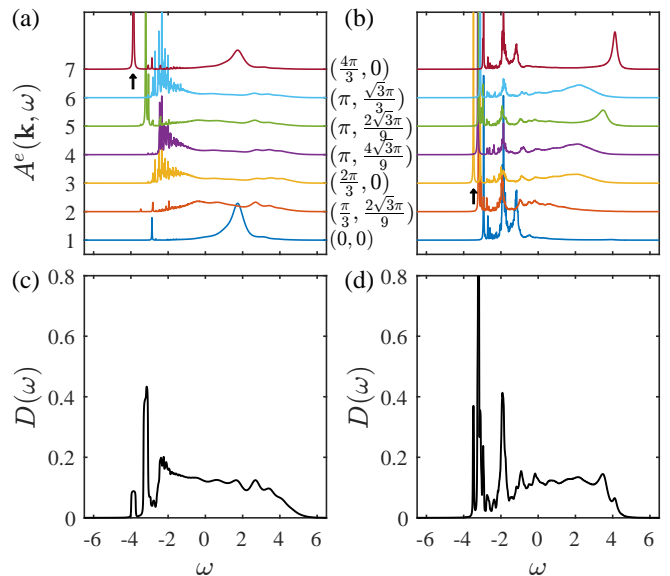 (a) (b)
A^e(k, ω)
7 (4π/3, 0)
6 (π, √3π/3)
5 (π, 2√3π/9)
4 (π, 4√3π/9)
3 (2π/3, 0)
2 (π/3, 2√3π/9)
1 (0,0)
(c) (d)
0.8 0.8
0.6 0.6
0.4 0.4
0.2 0.2
0 0
D(ω) D(ω)
-6 -4 -2 0 2 4 6 -6 -4 -2 0 2 4 6
ω ω